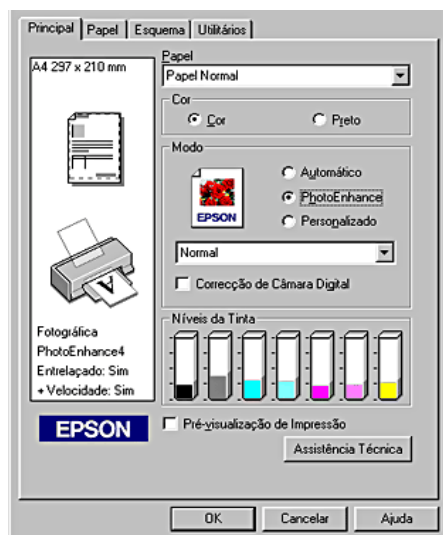 Principal Papel Esquema Utilitários
A4 297 x 210 mm
Papel
Papel Normal
Cor
Cor Preto
Modo
Automático
PhotoEnhance
Personalizado
EPSON
Normal
Correcção de Câmara Digital
Níveis da Tinta
Fotográfica
PhotoEnhance4
Entrelaçado: Sim
+ Velocidade: Sim
EPSON
Pré-visualização de Impressão
Assistência Técnica
OK Cancelar Ajuda